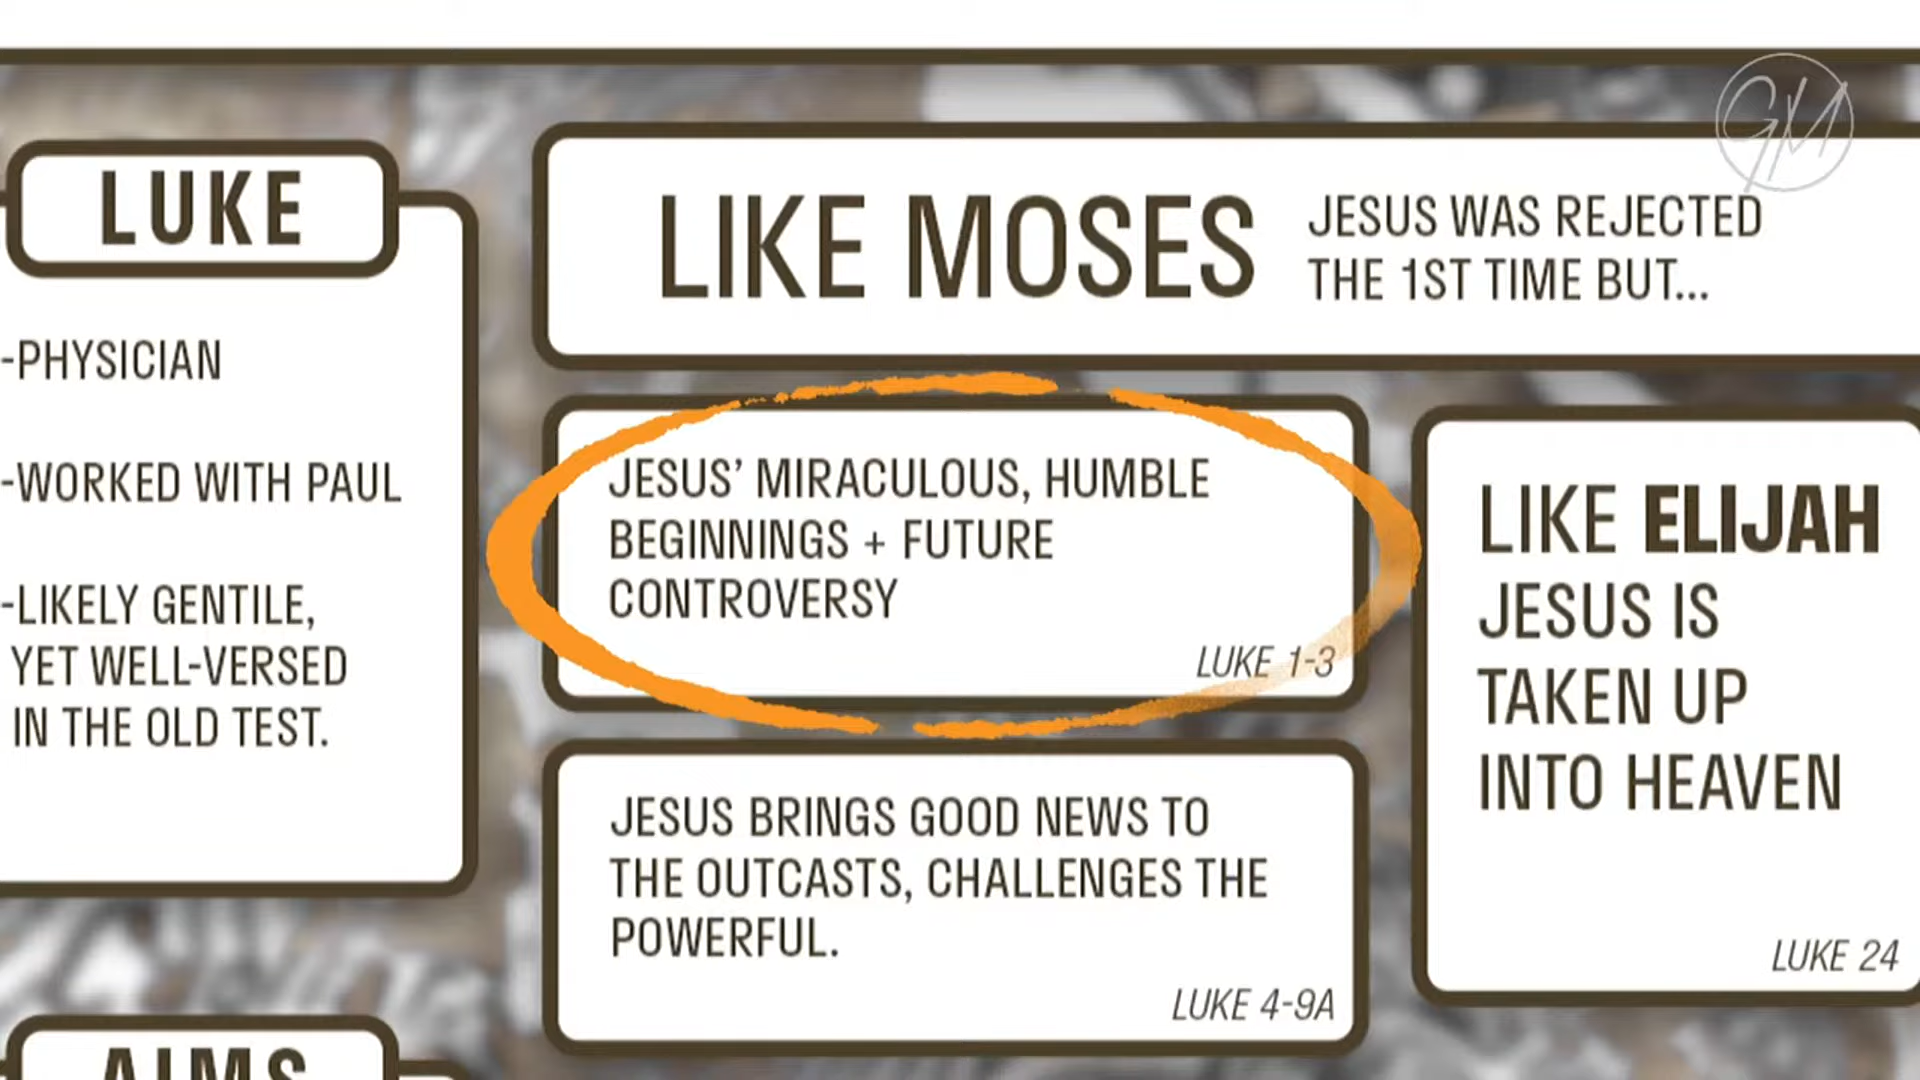 GM
LUKE
-PHYSICIAN
-WORKED WITH PAUL
-LIKELY GENTILE,
YET WELL-VERSED
IN THE OLD TEST.
AIMS
LIKE MOSES
JESUS WAS REJECTED
THE 1ST TIME BUT...
JESUS’ MIRACULOUS, HUMBLE
BEGINNINGS + FUTURE
CONTROVERSY
LUKE 1-3
JESUS BRINGS GOOD NEWS TO
THE OUTCASTS, CHALLENGES THE
POWERFUL.
LUKE 4-9A
LIKE ELIJAH
JESUS IS
TAKEN UP
INTO HEAVEN
LUKE 24